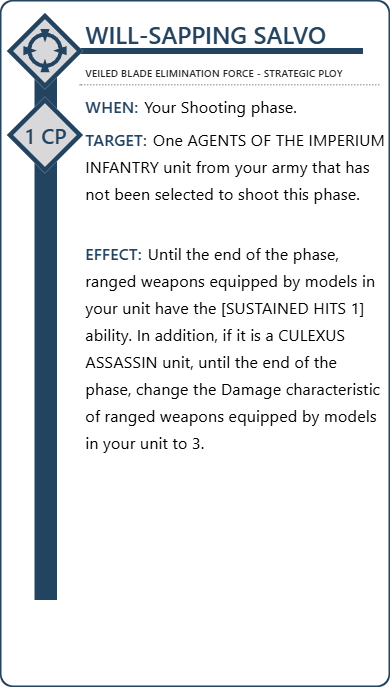 WILL-SAPPING SALVO
VEILED BLADE ELIMINATION FORCE - STRATEGIC PLOY
WHEN: Your Shooting phase.
1 CP
TARGET: One AGENTS OF THE IMPERIUM
INFANTRY unit from your army that has
not been selected to shoot this phase.
EFFECT: Until the end of the phase,
ranged weapons equipped by models in
your unit have the [SUSTAINED HITS 1]
ability. In addition, if it is a CULEXUS
ASSASSIN unit, until the end of the
phase, change the Damage characteristic
of ranged weapons equipped by models
in your unit to 3.